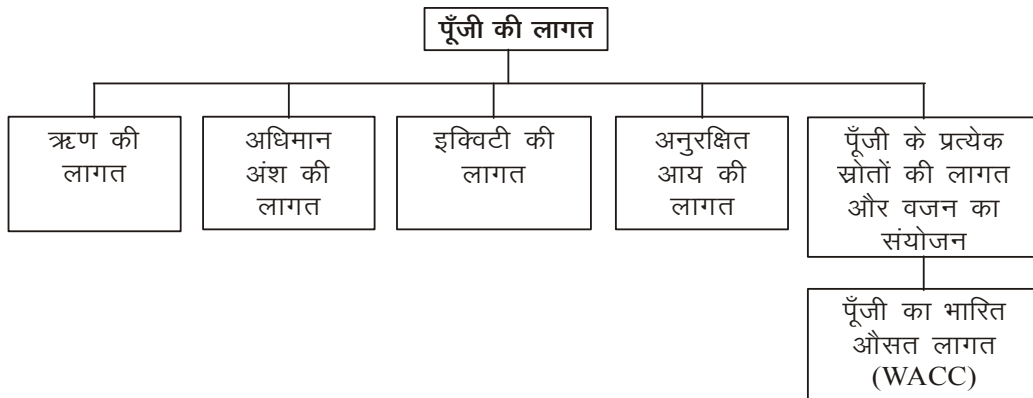 पूँजी की लागत
ऋण की
लागत
अधिमान
अंश की
लागत
इक्विटी की
लागत
अनुरक्षित
आय की
लागत
पूँजी के प्रत्येक
स्रोतों की लागत
और वजन का
संयोजन
पूँजी का भारित
औसत लागत
(WACC)